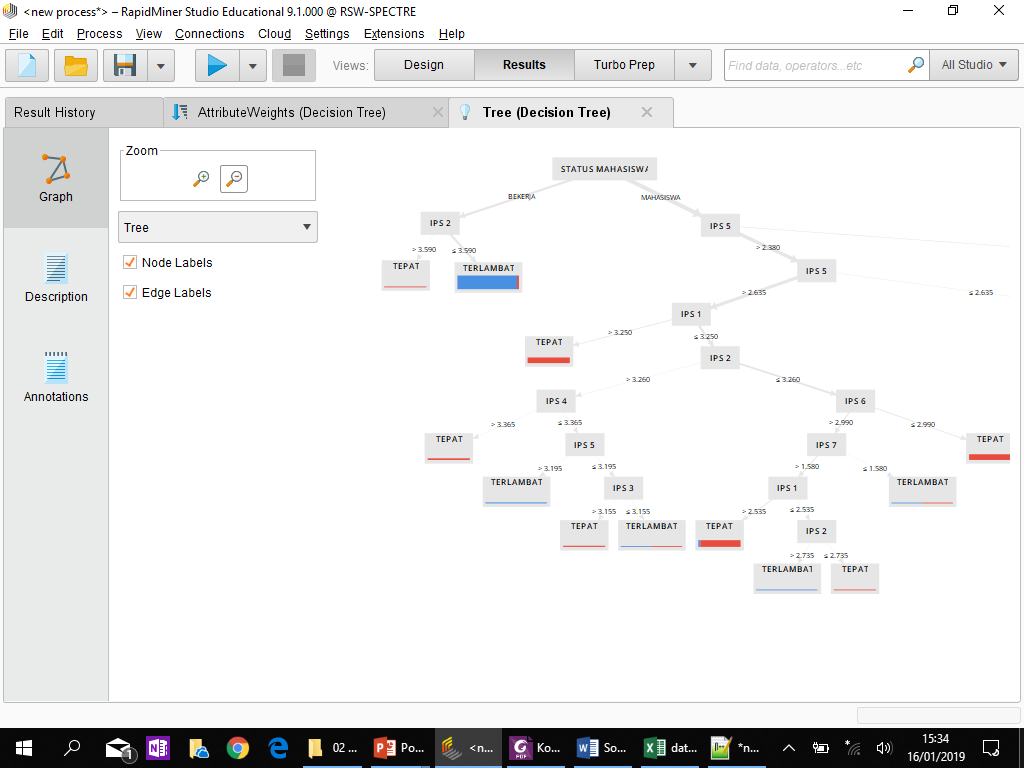 <new process*> – RapidMiner Studio Educational 9.1.000 @ RSW-SPECTRE
File Edit Process View Connections Cloud Settings Extensions Help
Views: Design Results Turbo Prep Find data, operators...etc All Studio
Result History AttributeWeights (Decision Tree) Tree (Decision Tree)
Zoom
Tree
Node Labels
Edge Labels
Graph
Description
Annotations
STATUS MAHASISWA
BEKERJA MAHASISWA
IPS 2 IPS 5
> 3.590 ≤ 3.590 > 2.380
TEPAT TERLAMBAT IPS 5
> 2.635 ≤ 2.635
IPS 1
> 3.250 ≤ 3.250
TEPAT IPS 2
> 3.260 ≤ 3.260
IPS 4 IPS 6
> 3.365 ≤ 3.365 > 2.990 ≤ 2.990
TEPAT IPS 5 IPS 7 TEPAT
> 3.195 ≤ 3.195 > 1.580 ≤ 1.580
TERLAMBAT IPS 3 IPS 1 TERLAMBAT
> 3.155 ≤ 3.155 > 2.535 ≤ 2.535
TEPAT TERLAMBAT TEPAT IPS 2
> 2.735 ≤ 2.735
TERLAMBAT TEPAT
1 N PDF 02 ... Po... <n... Ko... So... dat... *n... 15:34
16/01/2019